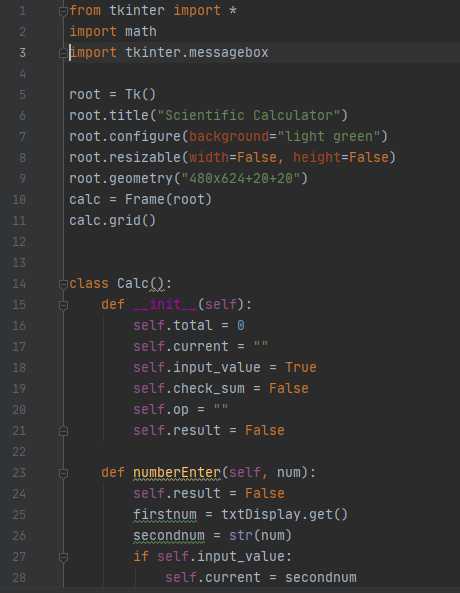 1 from tkinter import *
2 import math
3 import tkinter.messagebox
4
5 root = Tk()
6 root.title("Scientific Calculator")
7 root.configure(background="light green")
8 root.resizable(width=False, height=False)
9 root.geometry("480x624+20+20")
10 calc = Frame(root)
11 calc.grid()
12
13
14 class Calc():
15     def __init__(self):
16         self.total = 0
17         self.current = ""
18         self.input_value = True
19         self.check_sum = False
20         self.op = ""
21         self.result = False
22
23     def numberEnter(self, num):
24         self.result = False
25         firstnum = txtDisplay.get()
26         secondnum = str(num)
27         if self.input_value:
28             self.current = secondnum